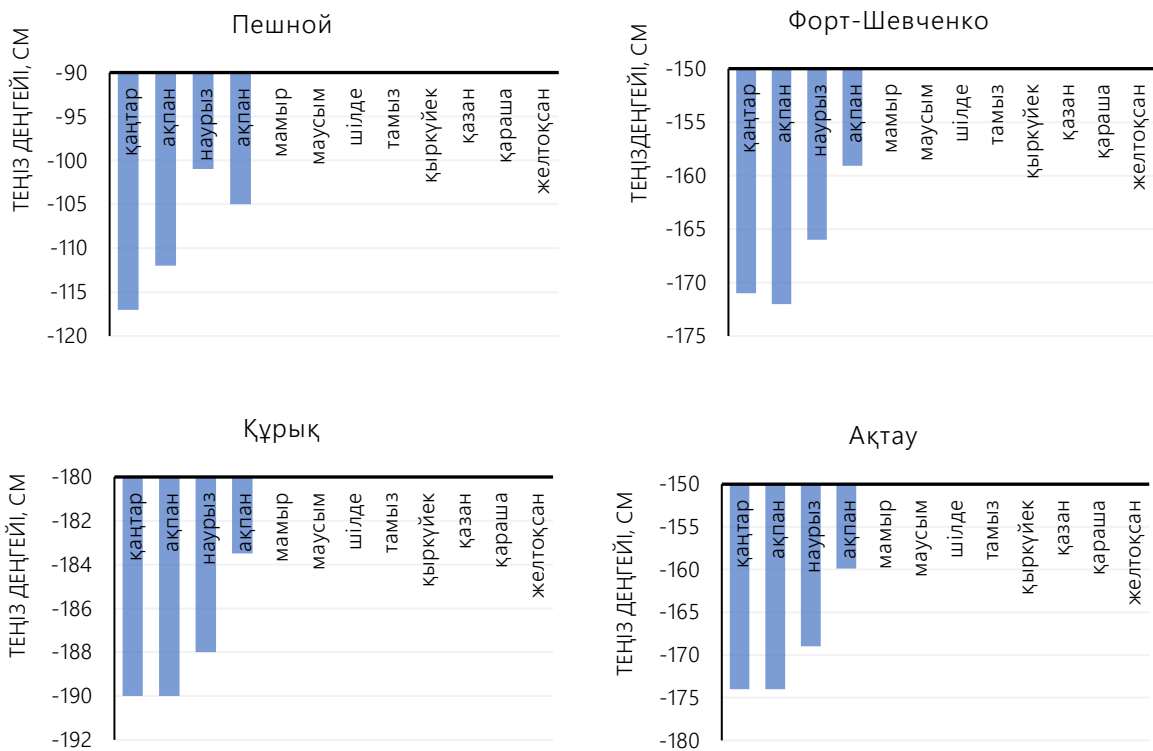 Пешной
ТЕҢІЗ ДЕҢГЕЙІ, СМ
-90
-95
-100
-105
-110
-115
-120
қаңтар
ақпан
наурыз
ақпан
мамыр
маусым
шілде
тамыз
қыркүйек
қазан
қараша
желтоқсан
Форт-Шевченко
ТЕҢІЗДЕҢГЕЙІ, СМ
-150
-155
-160
-165
-170
-175
қаңтар
ақпан
наурыз
ақпан
мамыр
маусым
шілде
тамыз
қыркүйек
қазан
қараша
желтоқсан
Құрық
ТЕҢІЗ ДЕҢГЕЙІ, СМ
-180
-182
-184
-186
-188
-190
-192
қаңтар
ақпан
наурыз
ақпан
мамыр
маусым
шілде
тамыз
қыркүйек
қазан
қараша
желтоқсан
Ақтау
ТЕҢІЗ ДЕҢГЕЙІ, СМ
-150
-155
-160
-165
-170
-175
-180
қаңтар
ақпан
наурыз
ақпан
мамыр
маусым
шілде
тамыз
қыркүйек
қазан
қараша
желтоқсан